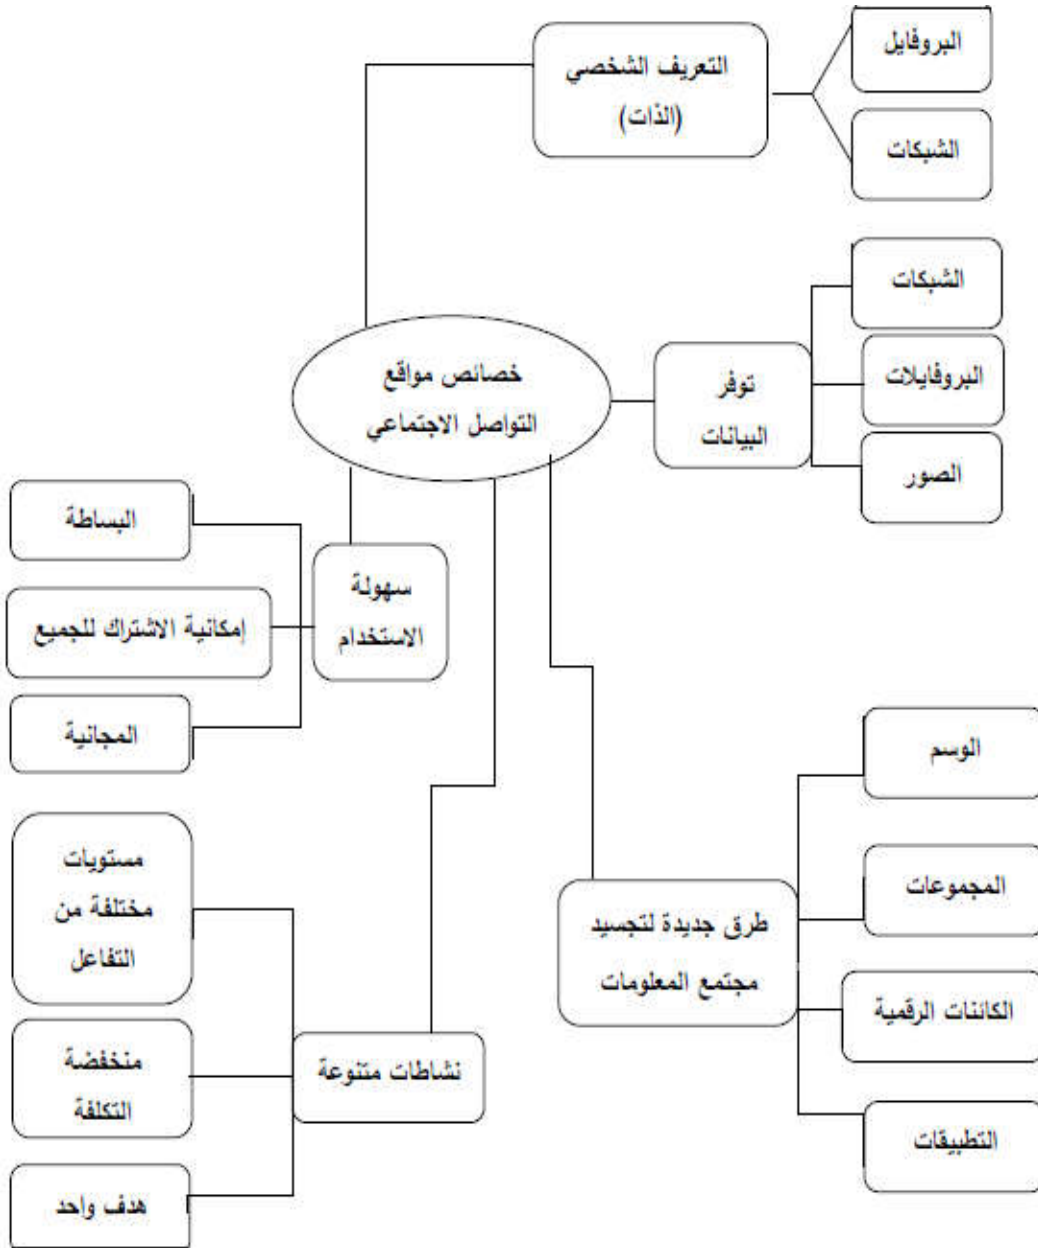 البروفايل
التعريف الشخصي
(الذات)
الشبكات
الشبكات
خصائص مواقع
التواصل الاجتماعي
توفر
البيانات
البروفايلات
الصور
البساطة
سهولة
الاستخدام
إمكانية الاشتراك للجميع
المجانية
الوسم
المجموعات
طرق جديدة لتجسيد
مجتمع المعلومات
الكائنات الرقمية
التطبيقات
مستويات
مختلفة من
التفاعل
نشاطات متنوعة
منخفضة
التكلفة
هدف واحد